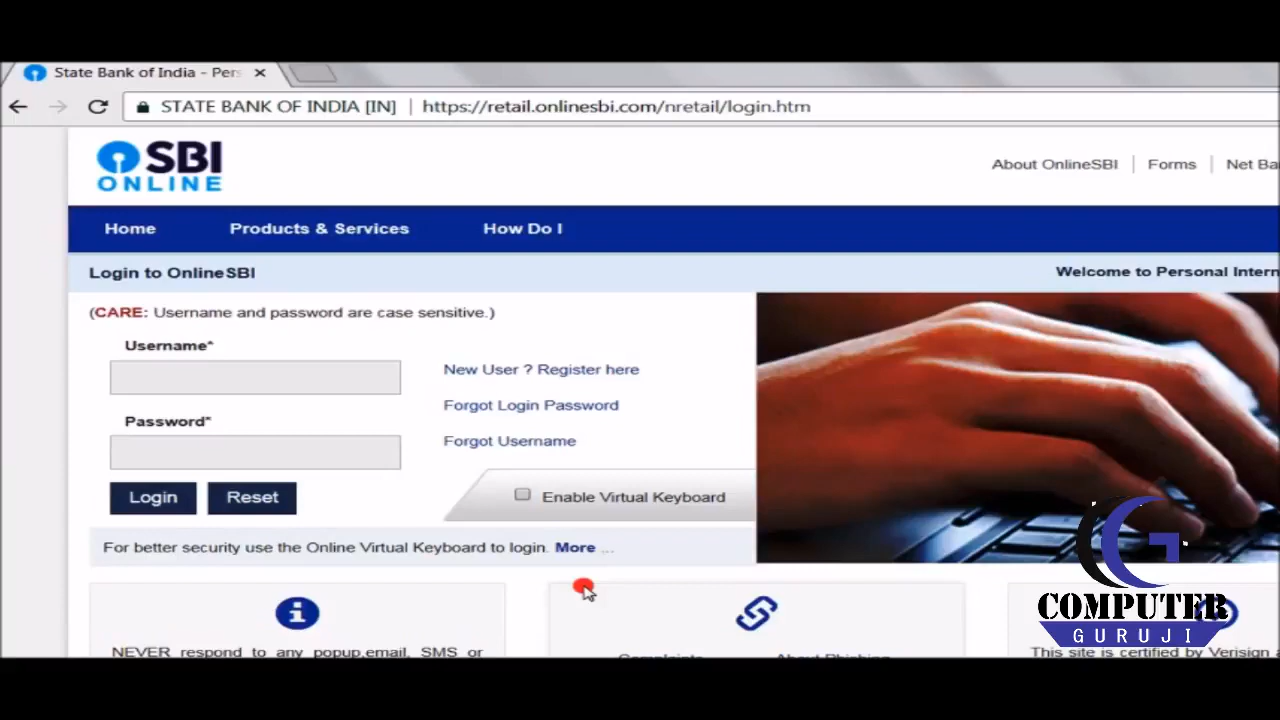 State Bank of India - Pers
STATE BANK OF INDIA [IN] | https://retail.onlinesbi.com/nretail/login.htm
SBI
ONLINE
About OnlineSBI | Forms | Net Ba
Home Products & Services How Do I
Login to OnlineSBI
Welcome to Personal Intern
(CARE: Username and password are case sensitive.)
Username*
New User ? Register here
Forgot Login Password
Password*
Forgot Username
Login Reset
Enable Virtual Keyboard
For better security use the Online Virtual Keyboard to login. More ...
NEVER respond to any popup,email, SMS or
Complaints About Phishing
This site is certified by Verisign a
COMPUTER
GURUJI